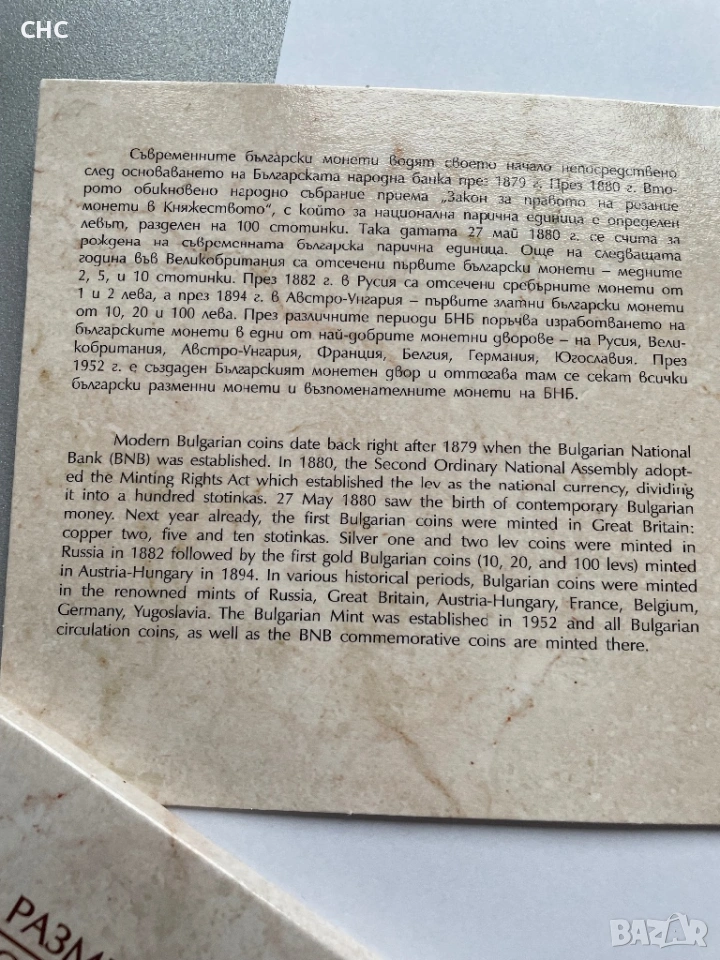 CHC
Съвременните български монети водят своето начало непосредствено
след основаването на Българската народна банка през 1879 г. През 1880 г. Вто-
рото обикновено народно събрание приема „Закон за правото на резание
монети в Княжеството“, с който за национална парична единица е определен
левът, разделен на 100 стотинки. Така датата 27 май 1880 г. се счита за
рождена на съвременната българска парична единица. Още на следващата
година във Великобритания са отсечени първите български монети – медните
2, 5, и 10 стотинки. През 1882 г. в Русия са отсечени сребърните монети от
1 и 2 лева, а през 1894 г. в Австро-Унгария – първите златни български монети
от 10, 20 и 100 лева. През различните периоди БНБ поръчва изработването на
българските монети в едни от най-добрите монетни дворове – на Русия, Вели-
кобритания, Австро-Унгария, Франция, Белгия, Германия, Югославия. През
1952 г. е създаден Българският монетен двор и оттогава там се секат всички
български разменни монети и възпоменателните монети на БНБ.
Modern Bulgarian coins date back right after 1879 when the Bulgarian National
Bank (BNB) was established. In 1880, the Second Ordinary National Assembly adopt-
ed the Minting Rights Act which established the lev as the national currency, dividing
it into a hundred stotinkas. 27 May 1880 saw the birth of contemporary Bulgarian
money. Next year already, the first Bulgarian coins were minted in Great Britain:
copper two, five and ten stotinkas. Silver one and two lev coins were minted in
Russia in 1882 followed by the first gold Bulgarian coins (10, 20, and 100 levs) minted
in Austria-Hungary in 1894. In various historical periods, Bulgarian coins were minted
in the renowned mints of Russia, Great Britain, Austria-Hungary, France, Belgium,
Germany, Yugoslavia. The Bulgarian Mint was established in 1952 and all Bulgarian
circulation coins, as well as the BNB commemorative coins are minted there.
BAZAR